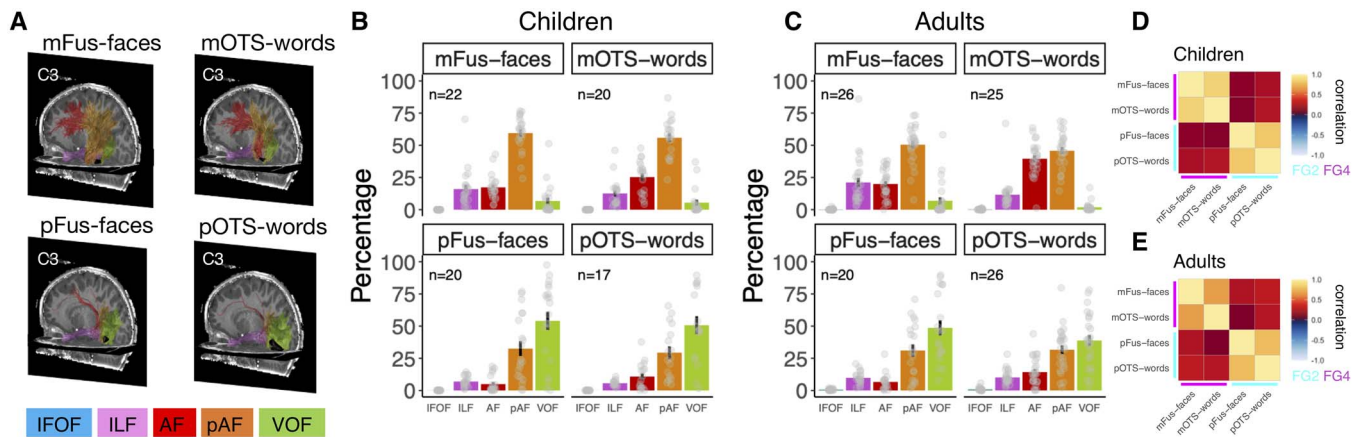 A
mFus-faces
mOTS-words
C3
C3
pFus-faces
pOTS-words
C3
C3
IFOF
ILF
AF
pAF
VOF
B
Children
mFus-faces
mOTS-words
Percentage
100
75
50
25
0
n=22
n=20
pFus-faces
pOTS-words
Percentage
100
75
50
25
0
n=20
n=17
IFOF ILF AF pAF VOF
IFOF ILF AF pAF VOF
C
Adults
mFus-faces
mOTS-words
Percentage
100
75
50
25
0
n=26
n=25
pFus-faces
pOTS-words
Percentage
100
75
50
25
0
n=20
n=26
IFOF ILF AF pAF VOF
IFOF ILF AF pAF VOF
D
Children
mFus-faces
mOTS-words
pFus-faces
pOTS-words
mFus-faces
mOTS-words
pFus-faces
pOTS-words
1.0
0.5
0.0
-0.5
-1.0
correlation
FG2 FG4
E
Adults
mFus-faces
mOTS-words
pFus-faces
pOTS-words
mFus-faces
mOTS-words
pFus-faces
pOTS-words
1.0
0.5
0.0
-0.5
-1.0
correlation
FG2 FG4